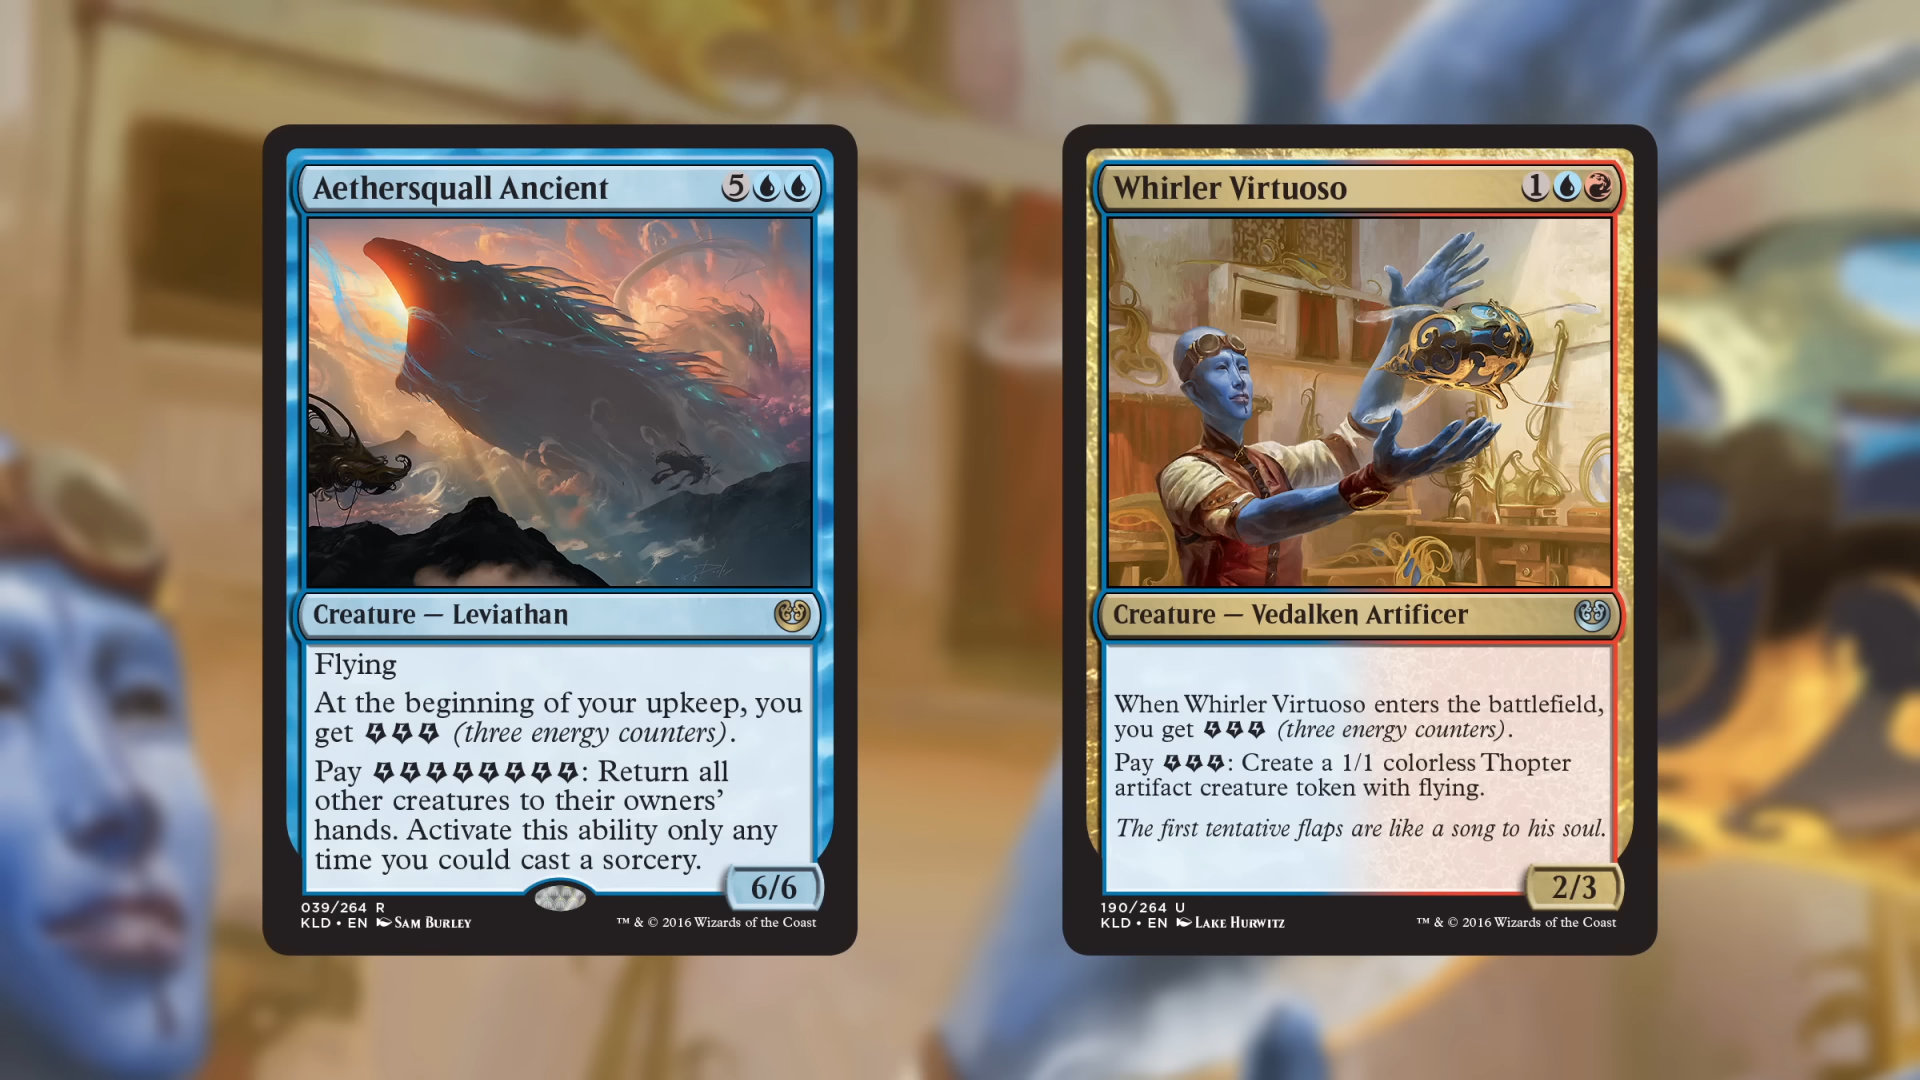 Aethersquall Ancient 5
Creature — Leviathan
Flying
At the beginning of your upkeep, you
get (three energy counters).
Pay : Return all
other creatures to their owners'
hands. Activate this ability only any
time you could cast a sorcery.
6/6
039/264 R
KLD • EN Sam Burley
™ & © 2016 Wizards of the Coast
Whirler Virtuoso 1
Creature — Vedalken Artificer
When Whirler Virtuoso enters the battlefield,
you get (three energy counters).
Pay : Create a 1/1 colorless Thopter
artifact creature token with flying.
The first tentative flaps are like a song to his soul.
2/3
190/264 U
KLD • EN Lake Hurwitz
™ & © 2016 Wizards of the Coast